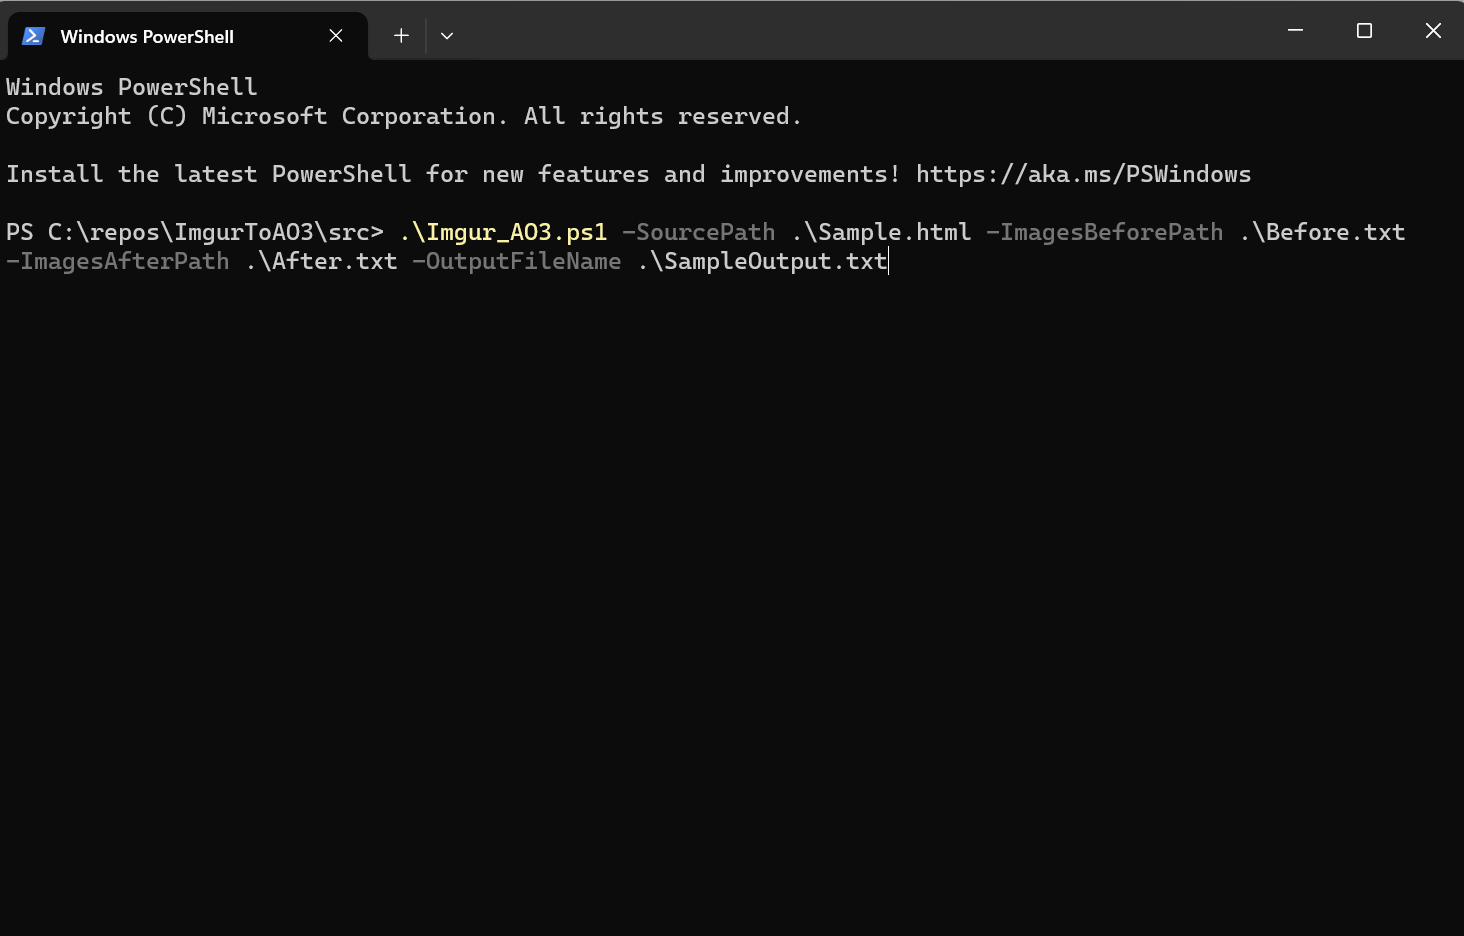 Windows PowerShell
Windows PowerShell
Copyright (C) Microsoft Corporation. All rights reserved.
Install the latest PowerShell for new features and improvements! https://aka.ms/PSWindows
PS C:\repos\ImgurToAO3\src> .\Imgur_AO3.ps1 -SourcePath .\Sample.html -ImagesBeforePath .\Before.txt
-ImagesAfterPath .\After.txt -OutputFileName .\SampleOutput.txt